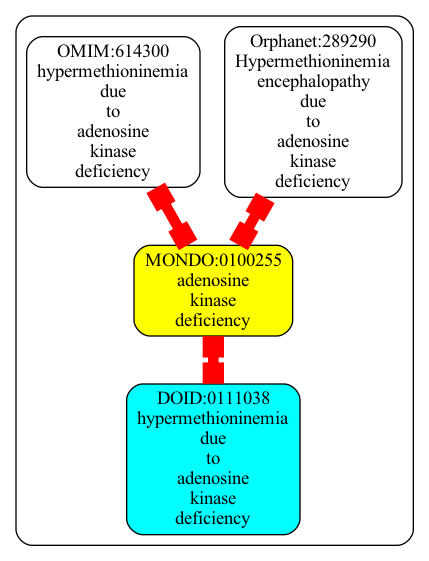 OMIM:614300
hypermethioninemia
due
to
adenosine
kinase
deficiency
Orphanet:289290
Hypermethioninemia
encephalopathy
due
to
adenosine
kinase
deficiency
MONDO:0100255
adenosine
kinase
deficiency
DOID:0111038
hypermethioninemia
due
to
adenosine
kinase
deficiency